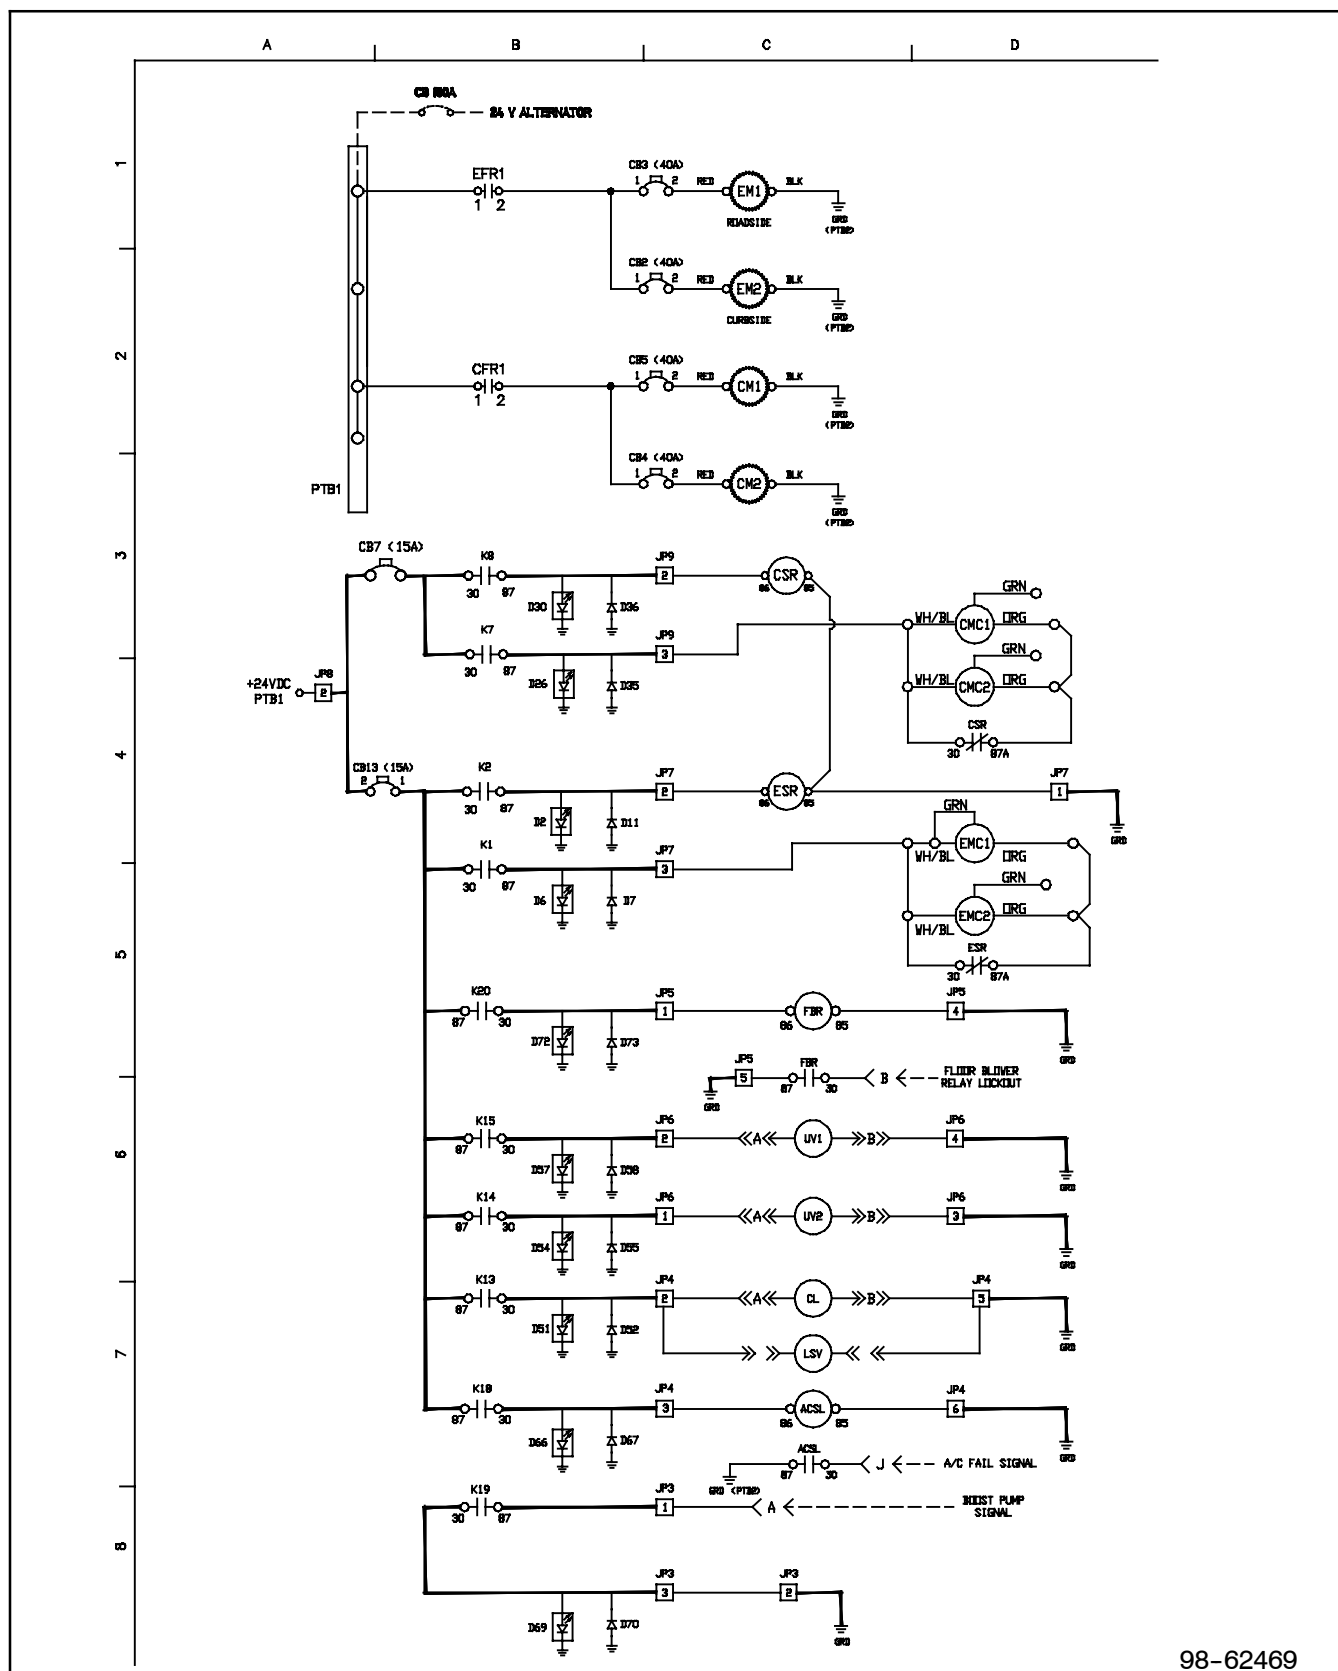 A B C D
CB 180A
24 V ALTERNATOR
1
EFR1
1 2
CB3 (40A)
1 2 RED EM1 BLK
ROADSIDE
GRD
(PTB2)
CB2 (40A)
1 2 RED EM2 BLK
CURBSIDE
GRD
(PTB2)
2
CFR1
1 2
CB5 (40A)
1 2 RED CM1 BLK
GRD
(PTB2)
CB4 (40A)
1 2 RED CM2 BLK
GRD
(PTB2)
PTB1
3
CB7 (15A)
K8
30 87
D30 D36
JP9
2
CSR
86 85
GRN
WH/BL CMC1 ORG
K7
30 87
D26 D35
JP9
3
GRN
WH/BL CMC2 ORG
CSR
30 87A
+24VDC
PTB1
JP8
2
4
CB13 (15A)
2 1
K2
30 87
D2 D11
JP7
2
ESR
86 85
JP7
1
GRD
K1
30 87
D6 D7
JP7
3
GRN
WH/BL EMC1 ORG
GRN
WH/BL EMC2 ORG
ESR
30 87A
5
K20
87 30
D72 D73
JP5
1
FBR
86 85
JP5
4
GRD
JP5
5
GRD
FBR
87 30
B
FLOOR BLOWER
RELAY LOCKOUT
6
K15
87 30
D57 D58
JP6
2
A UV1 B
JP6
4
GRD
K14
87 30
D54 D55
JP6
1
A UV2 B
JP6
3
GRD
K13
87 30
D51 D52
JP4
2
A CL B
JP4
5
GRD
7
LSV
K18
87 30
D66 D67
JP4
3
ACSL
86 85
JP4
6
GRD
GRD (PTB2)
ACSL
87 30
J
A/C FAIL SIGNAL
K19
30 87
JP3
1
A
BOOST PUMP
SIGNAL
8
D69 D70
JP3
3
JP3
2
GRD
98-62469